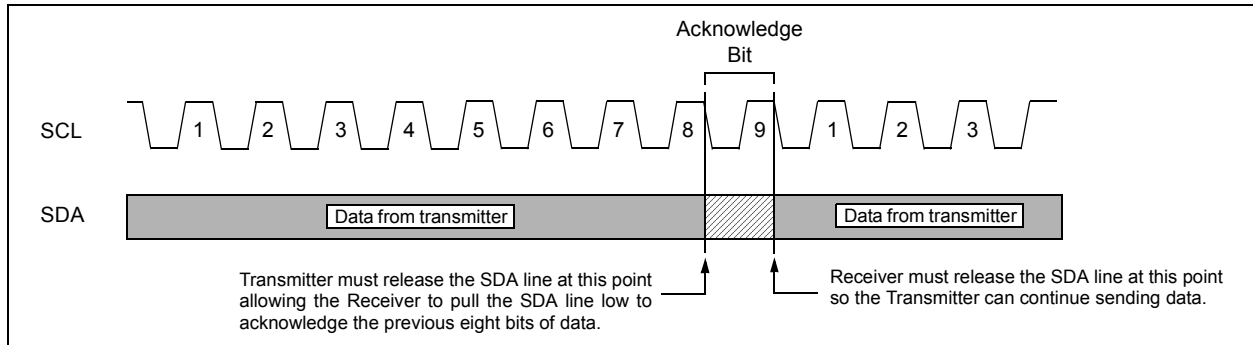 Acknowledge
Bit
SCL
1 2 3 4 5 6 7 8 9 1 2 3
SDA
Data from transmitter
Data from transmitter
Transmitter must release the SDA line at this point
allowing the Receiver to pull the SDA line low to
acknowledge the previous eight bits of data.
Receiver must release the SDA line at this point
so the Transmitter can continue sending data.